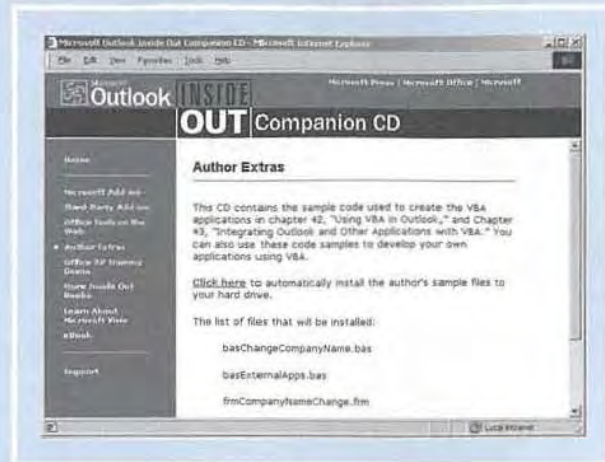 Microsoft Outlook Inside Out Companion CD - Microsoft Internet Explorer
File Edit View Favorites Tools Help
Microsoft Press | Microsoft Office | Microsoft
Microsoft
Outlook INSIDE
OUT Companion CD
Home
Microsoft Add-ins
Third-Party Add-ins
Office Tools on the
Web
Author Extras
Office XP Training
Demo
More Inside Out
Books
Learn About
Microsoft Visio
eBook
Support
Author Extras
This CD contains the sample code used to create the VBA
applications in chapter 42, "Using VBA in Outlook," and Chapter
43, "Integrating Outlook and Other Applications with VBA." You
can also use these code samples to develop your own
applications using VBA.
Click here to automatically install the author's sample files to
your hard drive.
The list of files that will be installed:
basChangeCompanyName.bas
basExternalApps.bas
frmCompanyNameChange.frm
Local intranet